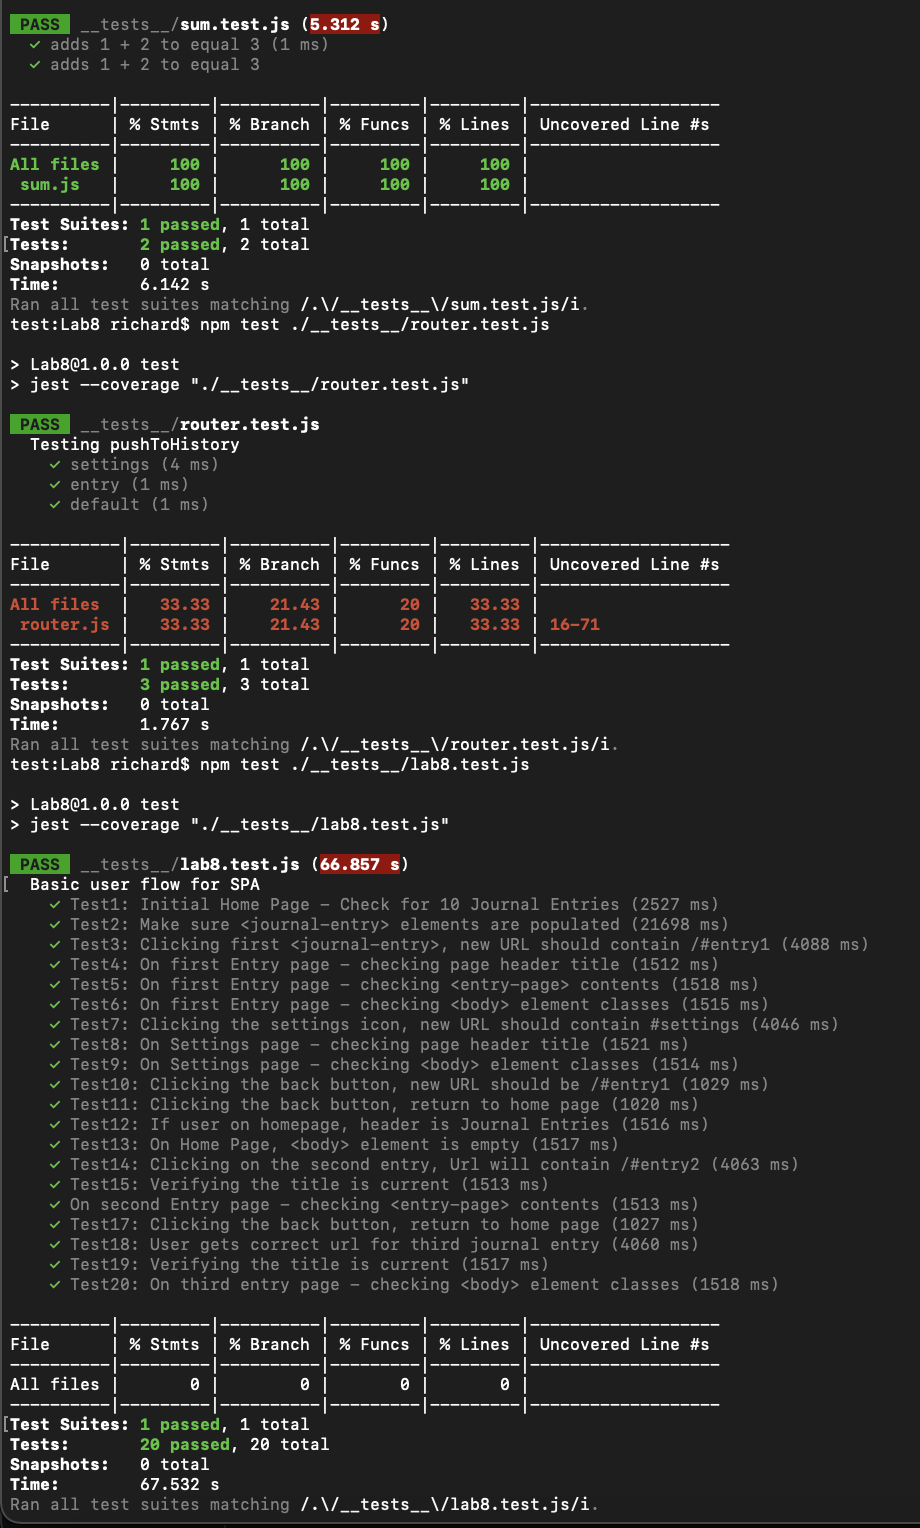 PASS __tests__/sum.test.js (5.312 s)
✓ adds 1 + 2 to equal 3 (1 ms)
✓ adds 1 + 2 to equal 3
----------|---------|----------|---------|---------|-------------------
File      | % Stmts | % Branch | % Funcs | % Lines | Uncovered Line #s
----------|---------|----------|---------|---------|-------------------
All files |     100 |      100 |     100 |     100 |
 sum.js   |     100 |      100 |     100 |     100 |
----------|---------|----------|---------|---------|-------------------
Test Suites: 1 passed, 1 total
[Tests:       2 passed, 2 total
Snapshots:   0 total
Time:        6.142 s
Ran all test suites matching /.\/__tests__\/sum.test.js/i.
test:Lab8 richard$ npm test ./__tests__/router.test.js
> Lab8@1.0.0 test
> jest --coverage "./__tests__/router.test.js"
PASS __tests__/router.test.js
Testing pushToHistory
✓ settings (4 ms)
✓ entry (1 ms)
✓ default (1 ms)
-----------|---------|----------|---------|---------|-------------------
File       | % Stmts | % Branch | % Funcs | % Lines | Uncovered Line #s
-----------|---------|----------|---------|---------|-------------------
All files  |   33.33 |    21.43 |      20 |   33.33 |
 router.js |   33.33 |    21.43 |      20 |   33.33 | 16-71
-----------|---------|----------|---------|---------|-------------------
Test Suites: 1 passed, 1 total
Tests:       3 passed, 3 total
Snapshots:   0 total
Time:        1.767 s
Ran all test suites matching /.\/__tests__\/router.test.js/i.
test:Lab8 richard$ npm test ./__tests__/lab8.test.js
> Lab8@1.0.0 test
> jest --coverage "./__tests__/lab8.test.js"
PASS __tests__/lab8.test.js (66.857 s)
[ Basic user flow for SPA
✓ Test1: Initial Home Page - Check for 10 Journal Entries (2527 ms)
✓ Test2: Make sure <journal-entry> elements are populated (21698 ms)
✓ Test3: Clicking first <journal-entry>, new URL should contain /#entry1 (4088 ms)
✓ Test4: On first Entry page - checking page header title (1512 ms)
✓ Test5: On first Entry page - checking <entry-page> contents (1518 ms)
✓ Test6: On first Entry page - checking <body> element classes (1515 ms)
✓ Test7: Clicking the settings icon, new URL should contain #settings (4046 ms)
✓ Test8: On Settings page - checking page header title (1521 ms)
✓ Test9: On Settings page - checking <body> element classes (1514 ms)
✓ Test10: Clicking the back button, new URL should be /#entry1 (1029 ms)
✓ Test11: Clicking the back button, return to home page (1020 ms)
✓ Test12: If user on homepage, header is Journal Entries (1516 ms)
✓ Test13: On Home Page, <body> element is empty (1517 ms)
✓ Test14: Clicking on the second entry, Url will contain /#entry2 (4063 ms)
✓ Test15: Verifying the title is current (1513 ms)
✓ On second Entry page - checking <entry-page> contents (1513 ms)
✓ Test17: Clicking the back button, return to home page (1027 ms)
✓ Test18: User gets correct url for third journal entry (4060 ms)
✓ Test19: Verifying the title is current (1517 ms)
✓ Test20: On third entry page - checking <body> element classes (1518 ms)
----------|---------|----------|---------|---------|-------------------
File      | % Stmts | % Branch | % Funcs | % Lines | Uncovered Line #s
----------|---------|----------|---------|---------|-------------------
All files |       0 |        0 |       0 |       0 |
----------|---------|----------|---------|---------|-------------------
[Test Suites: 1 passed, 1 total
Tests:       20 passed, 20 total
Snapshots:   0 total
Time:        67.532 s
Ran all test suites matching /.\/__tests__\/lab8.test.js/i.